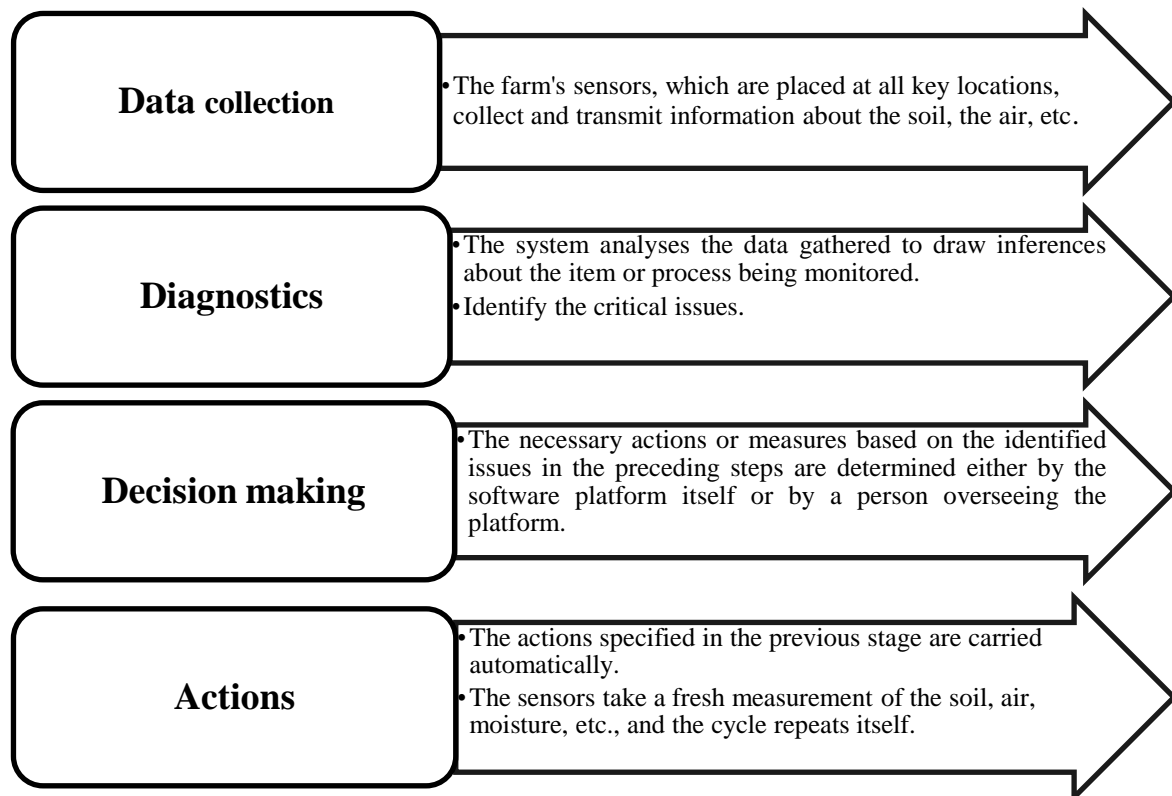 Data collection
•The farm's sensors, which are placed at all key locations,
collect and transmit information about the soil, the air, etc.
Diagnostics
•The system analyses the data gathered to draw inferences
about the item or process being monitored.
•Identify the critical issues.
Decision making
•The necessary actions or measures based on the identified
issues in the preceding steps are determined either by the
software platform itself or by a person overseeing the
platform.
Actions
•The actions specified in the previous stage are carried
automatically.
•The sensors take a fresh measurement of the soil, air,
moisture, etc., and the cycle repeats itself.